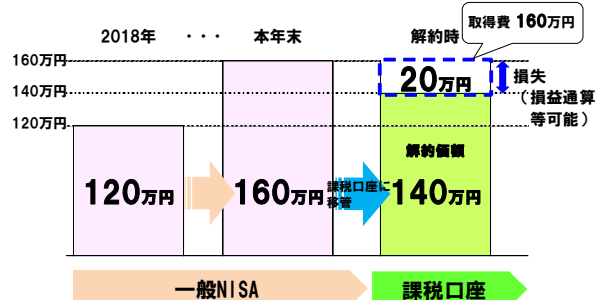 2018年 ・・・ 本年末 解約時
取得費 160万円
160万円
140万円
120万円
20万円
損失
（損益通算
等可能）
解約価額
120万円
160万円
課税口座に
移管
140万円
一般NISA
課税口座